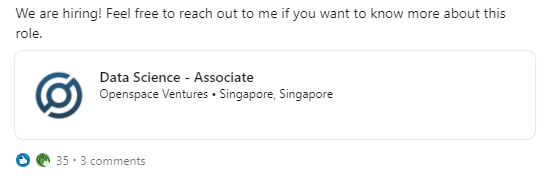 We are hiring! Feel free to reach out to me if you want to know more about this
role.
Data Science - Associate
Openspace Ventures • Singapore, Singapore
35 · 3 comments